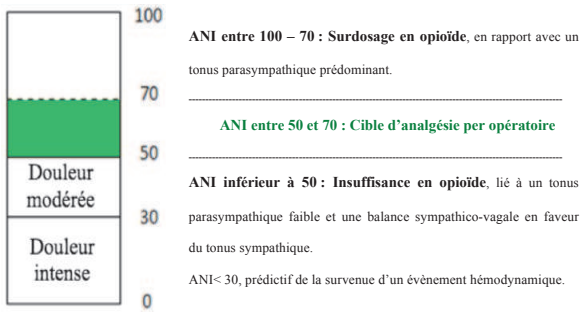 100
ANI entre 100 – 70 : Surdosage en opioïde, en rapport avec un
tonus parasympathique prédominant.
70
ANI entre 50 et 70 : Cible d'analgésie per opératoire
50
Douleur
modérée
ANI inférieur à 50 : Insuffisance en opioïde, lié à un tonus
parasympathique faible et une balance sympathico-vagale en faveur
30
du tonus sympathique.
Douleur
intense
ANI< 30, prédictif de la survenue d'un évènement hémodynamique.
0